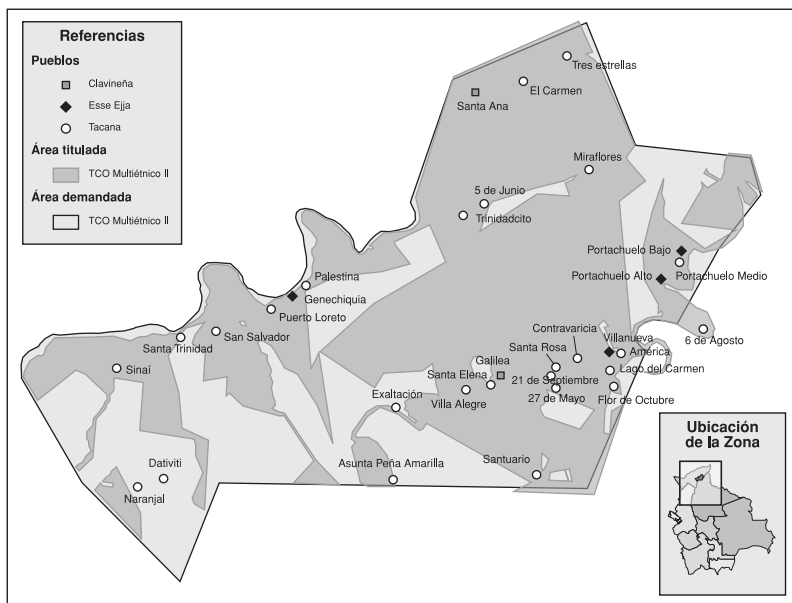 Referencias
Pueblos
Clavineña
Esse Ejja
Tacana
Área titulada
TCO Multiétnico II
Área demandada
TCO Multiétnico II
Tres estrellas
El Carmen
Santa Ana
Miraflores
5 de Junio
Trinidadcito
Portachuelo Bajo
Portachuelo Alto
Portachuelo Medio
Palestina
Genechiquia
Puerto Loreto
San Salvador
Santa Trinidad
Sinaí
Contravaricia
Villanueva
6 de Agosto
Santa Rosa
América
Galilea
Santa Elena
21 de Septiembre
Lago del Carmen
Villa Alegre
27 de Mayo
Flor de Octubre
Exaltación
Asunta Peña Amarilla
Santuario
Dativiti
Naranjal
Ubicación
de la Zona